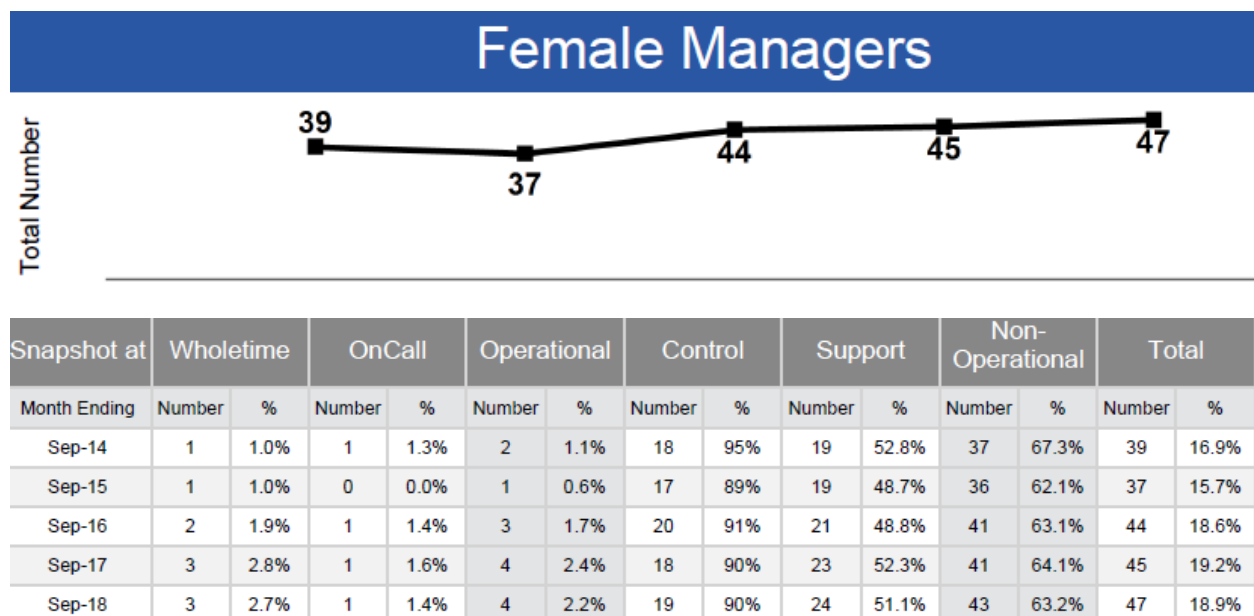 Female Managers
Total Number
39
37
44
45
47
Snapshot at Wholetime OnCall Operational Control Support Non-Operational Total
Month Ending Number % Number % Number % Number % Number % Number % Number %
Sep-14 1 1.0% 1 1.3% 2 1.1% 18 95% 19 52.8% 37 67.3% 39 16.9%
Sep-15 1 1.0% 0 0.0% 1 0.6% 17 89% 19 48.7% 36 62.1% 37 15.7%
Sep-16 2 1.9% 1 1.4% 3 1.7% 20 91% 21 48.8% 41 63.1% 44 18.6%
Sep-17 3 2.8% 1 1.6% 4 2.4% 18 90% 23 52.3% 41 64.1% 45 19.2%
Sep-18 3 2.7% 1 1.4% 4 2.2% 19 90% 24 51.1% 43 63.2% 47 18.9%